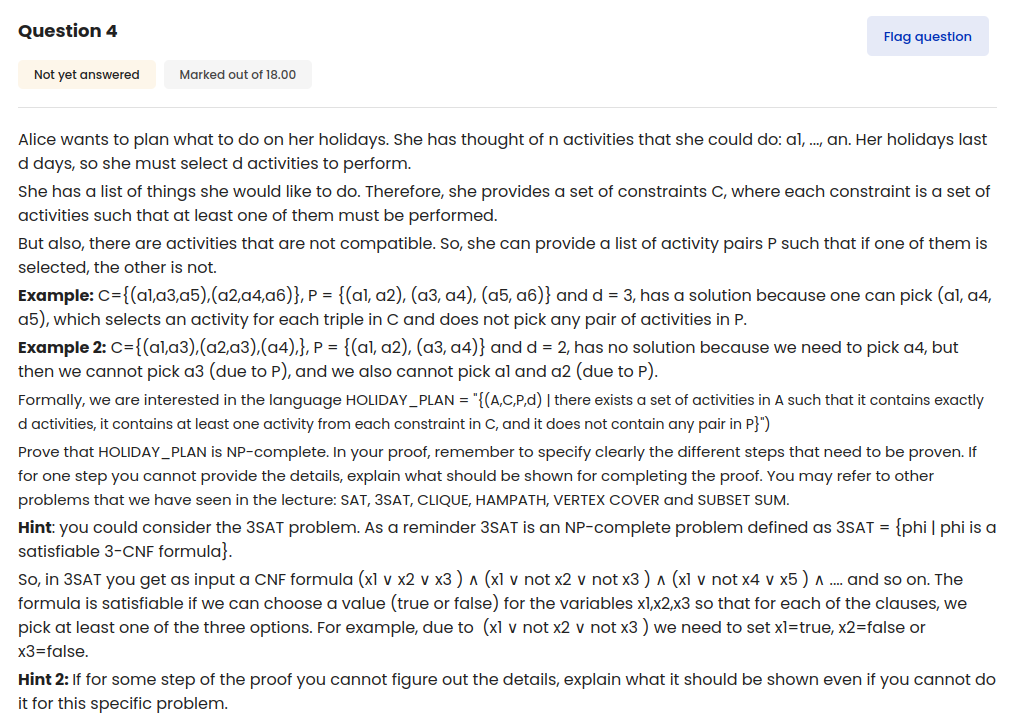 Question 4
Flag question
Not yet answered
Marked out of 18.00
Alice wants to plan what to do on her holidays. She has thought of n activities that she could do: a1, ..., an. Her holidays last
d days, so she must select d activities to perform.
She has a list of things she would like to do. Therefore, she provides a set of constraints C, where each constraint is a set of
activities such that at least one of them must be performed.
But also, there are activities that are not compatible. So, she can provide a list of activity pairs P such that if one of them is
selected, the other is not.
Example: C={(a1,a3,a5),(a2,a4,a6)}, P = {(a1, a2), (a3, a4), (a5, a6)} and d = 3, has a solution because one can pick (a1, a4,
a5), which selects an activity for each triple in C and does not pick any pair of activities in P.
Example 2: C={(a1,a3),(a2,a3),(a4),}, P = {(a1, a2), (a3, a4)} and d = 2, has no solution because we need to pick a4, but
then we cannot pick a3 (due to P), and we also cannot pick a1 and a2 (due to P).
Formally, we are interested in the language HOLIDAY_PLAN = "{(A,C,P,d) | there exists a set of activities in A such that it contains exactly
d activities, it contains at least one activity from each constraint in C, and it does not contain any pair in P}")
Prove that HOLIDAY_PLAN is NP-complete. In your proof, remember to specify clearly the different steps that need to be proven. If
for one step you cannot provide the details, explain what should be shown for completing the proof. You may refer to other
problems that we have seen in the lecture: SAT, 3SAT, CLIQUE, HAMPATH, VERTEX COVER and SUBSET SUM.
Hint: you could consider the 3SAT problem. As a reminder 3SAT is an NP-complete problem defined as 3SAT = {phi | phi is a
satisfiable 3-CNF formula}.
So, in 3SAT you get as input a CNF formula (x1 ∨ x2 ∨ x3 ) ∧ (x1 ∨ not x2 ∨ not x3 ) ∧ (x1 ∨ not x4 ∨ x5 ) ∧ .... and so on. The
formula is satisfiable if we can choose a value (true or false) for the variables x1,x2,x3 so that for each of the clauses, we
pick at least one of the three options. For example, due to (x1 ∨ not x2 ∨ not x3 ) we need to set x1=true, x2=false or
x3=false.
Hint 2: If for some step of the proof you cannot figure out the details, explain what it should be shown even if you cannot do
it for this specific problem.